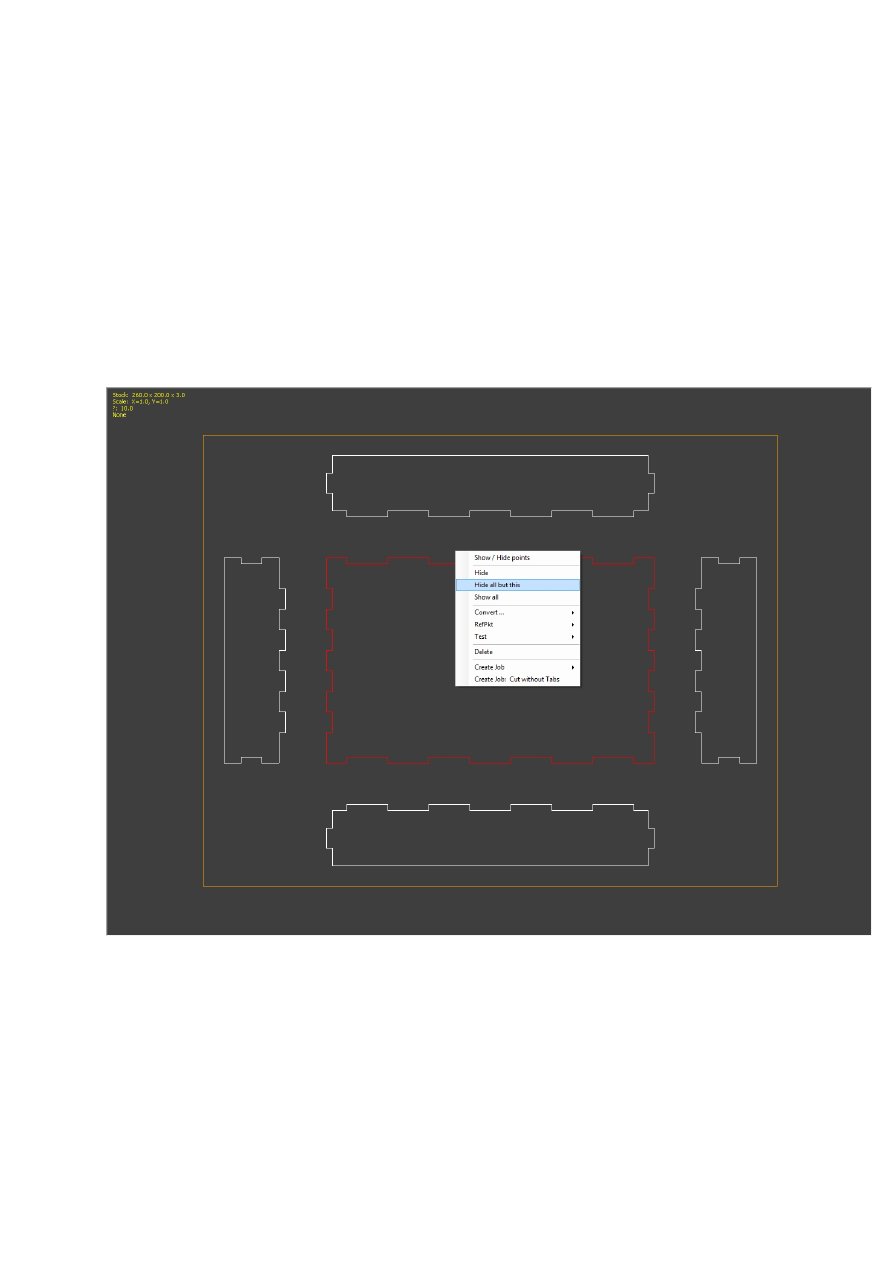 Stock: 260.0 x 200.0 x 3.0
Scale: X=1.0, Y=1.0
?: 10.0
None
Show / Hide points
Hide
Hide all but this
Show all
Convert ...
RefPkt
Test
Delete
Create Job
Create Job: Cut without Tabs